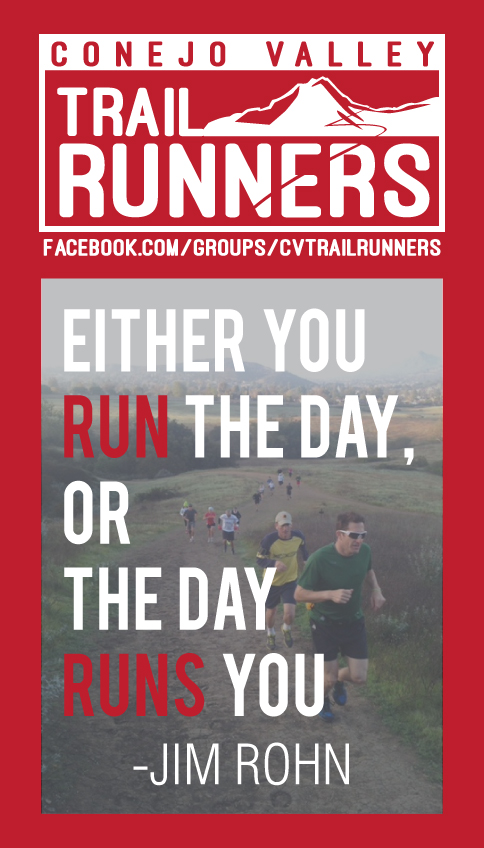 CONEJO VALLEY
TRAIL
RUNNERS
FACEBOOK.COM/GROUPS/CVTRAILRUNNERS
EITHER YOU
RUN THE DAY,
OR
THE DAY
RUNS YOU
-JIM ROHN